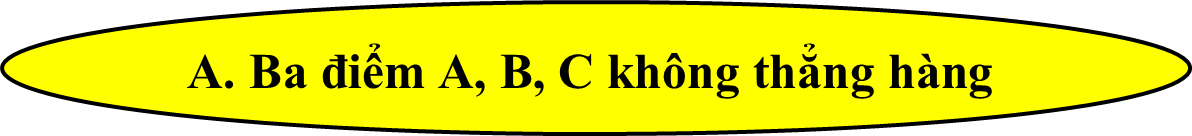 A. Ba điểm A, B, C không thẳng hàng